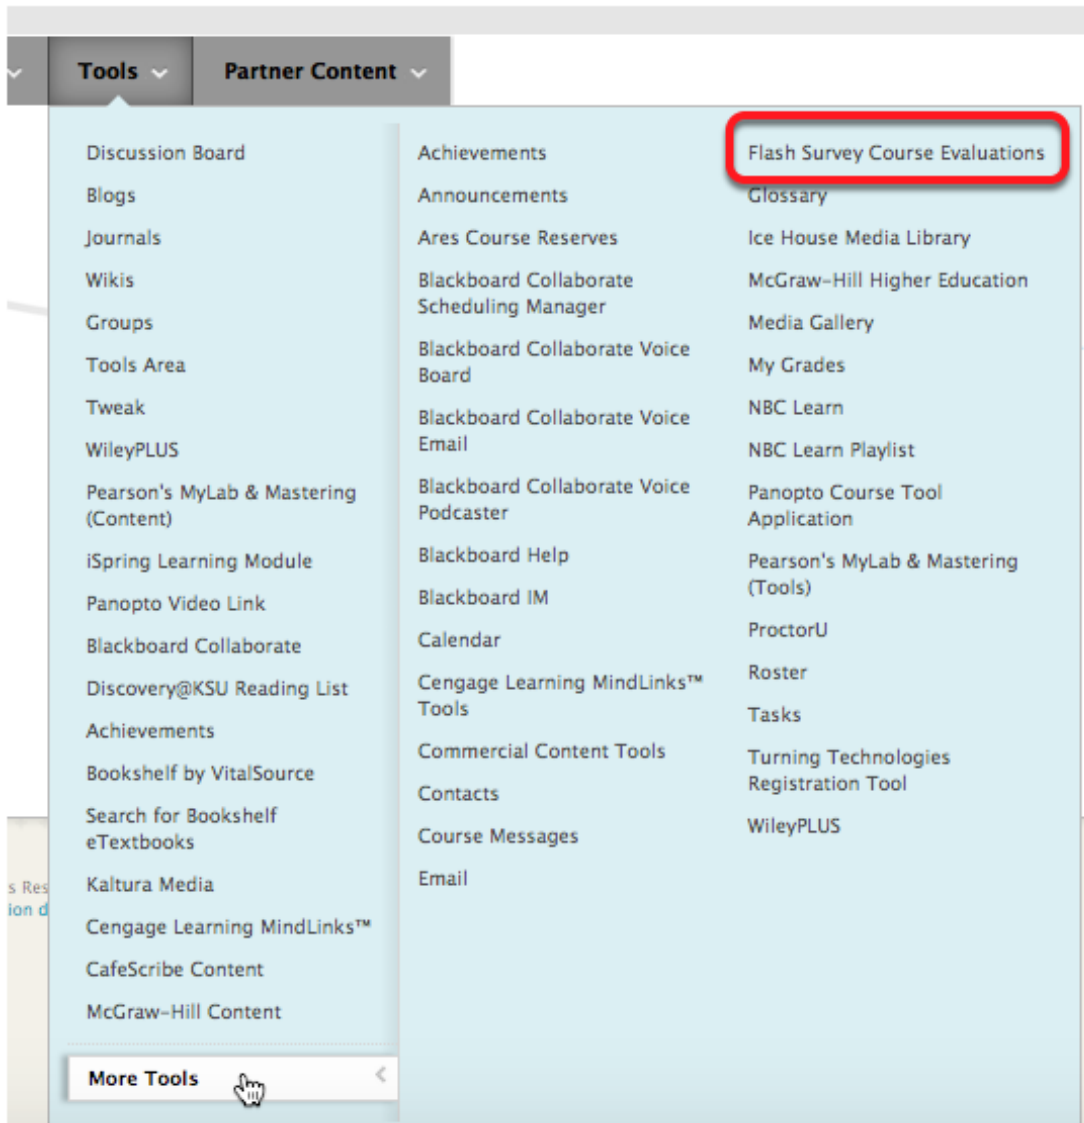 Tools
Partner Content
Discussion Board
Blogs
Journals
Wikis
Groups
Tools Area
Tweak
WileyPLUS
Pearson's MyLab & Mastering
(Content)
iSpring Learning Module
Panopto Video Link
Blackboard Collaborate
Discovery@KSU Reading List
Achievements
Bookshelf by VitalSource
Search for Bookshelf
eTextbooks
Kaltura Media
Cengage Learning MindLinks™
CafeScribe Content
McGraw-Hill Content
More Tools
Achievements
Announcements
Ares Course Reserves
Blackboard Collaborate
Scheduling Manager
Blackboard Collaborate Voice
Board
Blackboard Collaborate Voice
Email
Blackboard Collaborate Voice
Podcaster
Blackboard Help
Blackboard IM
Calendar
Cengage Learning MindLinks™
Tools
Commercial Content Tools
Contacts
Course Messages
Email
Flash Survey Course Evaluations
Glossary
Ice House Media Library
McGraw-Hill Higher Education
Media Gallery
My Grades
NBC Learn
NBC Learn Playlist
Panopto Course Tool
Application
Pearson's MyLab & Mastering
(Tools)
ProctorU
Roster
Tasks
Turning Technologies
Registration Tool
WileyPLUS
s Res
ion d